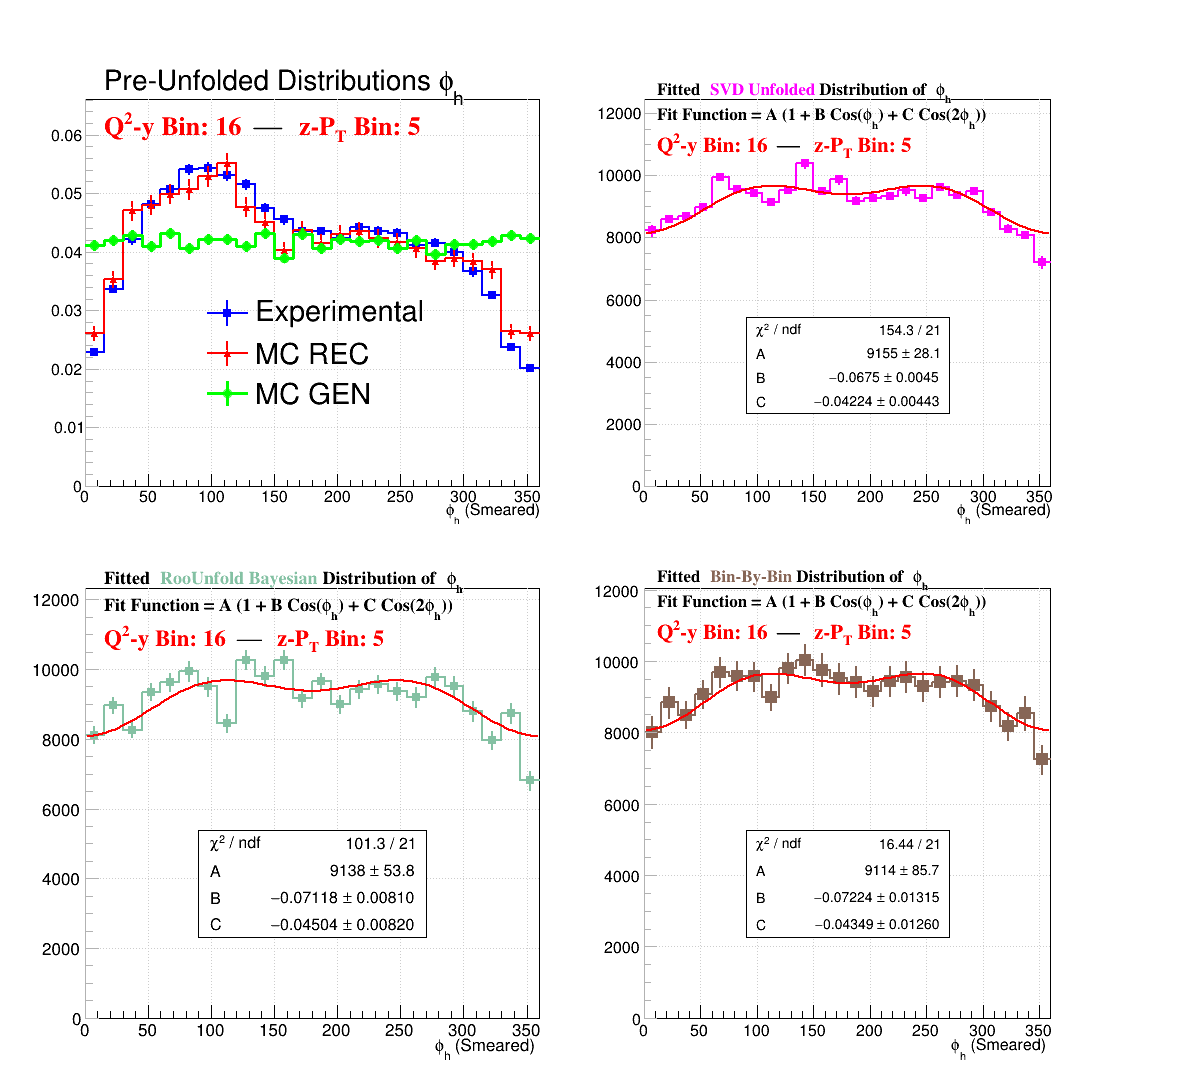 Pre-Unfolded Distributions ϕh
Q²-y Bin: 16 — z-PT Bin: 5
0.06
0.05
0.04
0.03
0.02
0.01
0
Experimental
MC REC
MC GEN
0 50 100 150 200 250 300 350
ϕh (Smeared)
Fitted SVD Unfolded Distribution of ϕh
Fit Function = A (1 + B Cos(ϕh) + C Cos(2ϕh))
Q²-y Bin: 16 — z-PT Bin: 5
12000
10000
8000
6000
4000
2000
0
χ² / ndf 154.3 / 21
A 9155 ± 28.1
B −0.0675 ± 0.0045
C −0.04224 ± 0.00443
0 50 100 150 200 250 300 350
ϕh (Smeared)
Fitted RooUnfold Bayesian Distribution of ϕh
Fit Function = A (1 + B Cos(ϕh) + C Cos(2ϕh))
Q²-y Bin: 16 — z-PT Bin: 5
12000
10000
8000
6000
4000
2000
0
χ² / ndf 101.3 / 21
A 9138 ± 53.8
B −0.07118 ± 0.00810
C −0.04504 ± 0.00820
0 50 100 150 200 250 300 350
ϕh (Smeared)
Fitted Bin-By-Bin Distribution of ϕh
Fit Function = A (1 + B Cos(ϕh) + C Cos(2ϕh))
Q²-y Bin: 16 — z-PT Bin: 5
12000
10000
8000
6000
4000
2000
0
χ² / ndf 16.44 / 21
A 9114 ± 85.7
B −0.07224 ± 0.01315
C −0.04349 ± 0.01260
0 50 100 150 200 250 300 350
ϕh (Smeared)